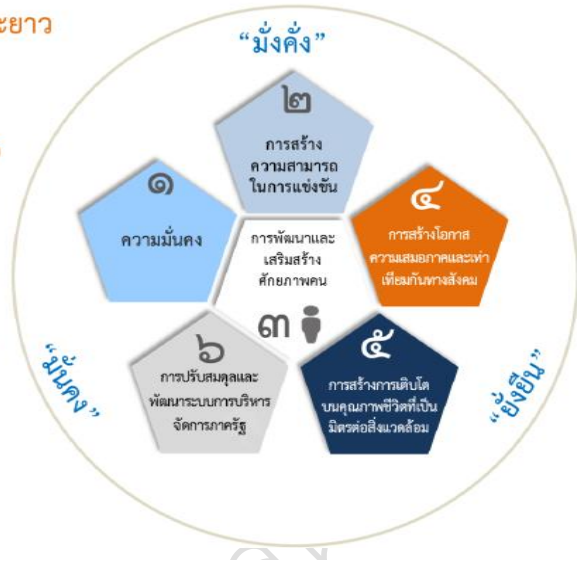 ะยาว
“มั่งคั่ง”
๒
การสร้าง
ความสามารถ
ในการแข่งขัน
๑
ความมั่นคง
การพัฒนาและ
เสริมสร้าง
ศักยภาพคน
๓
๔
การสร้างโอกาส
ความเสมอภาคและเท่า
เทียมกันทางสังคม
๖
การปรับสมดุลและ
พัฒนาระบบการบริหาร
จัดการภาครัฐ
๕
การสร้างการเติบโต
บนคุณภาพชีวิตที่เป็น
มิตรต่อสิ่งแวดล้อม
“มั่นคง”
“ยั่งยืน”